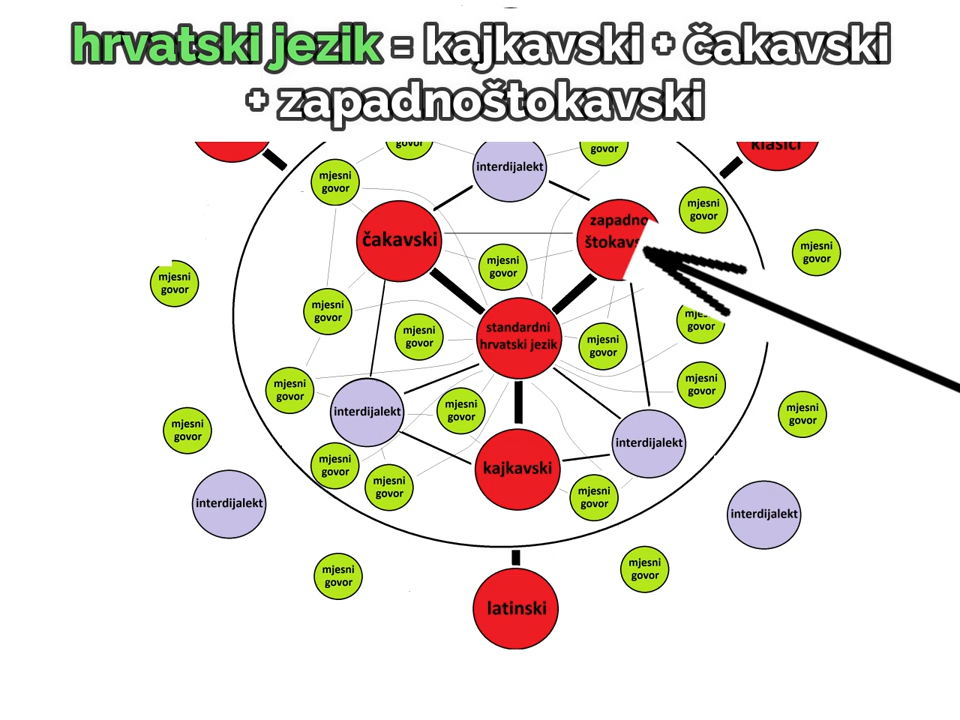 hrvatski jezik = kajkavski + čakavski
+ zapadnoštokavski
klasici
govor
govor
interdijalekt
mjesni
govor
mjesni
govor
zapadno
čakavski
mjesni
govor
mjesni
govor
mjesni
govor
mjesni
govor
mjesni
govor
standardni
hrvatski jezik
mjesni
govor
govor
mjesni
govor
mjesni
govor
mjesni
govor
interdijalekt
mjesni
govor
mjesni
govor
mjesni
govor
interdijalekt
mjesni
govor
kajkavski
mjesni
govor
mjesni
govor
interdijalekt
interdijalekt
mjesni
govor
mjesni
govor
latinski